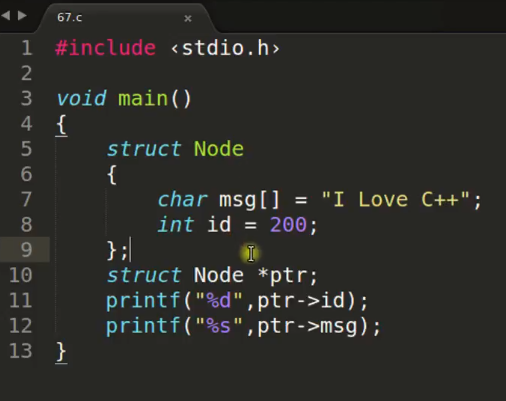 67.c ×
1 #include ‹stdio.h›
2
3 void main()
4 {
5 struct Node
6 {
7 char msg[] = "I Love C++";
8 int id = 200;
9 };
10 struct Node *ptr;
11 printf("%d",ptr->id);
12 printf("%s",ptr->msg);
13 }